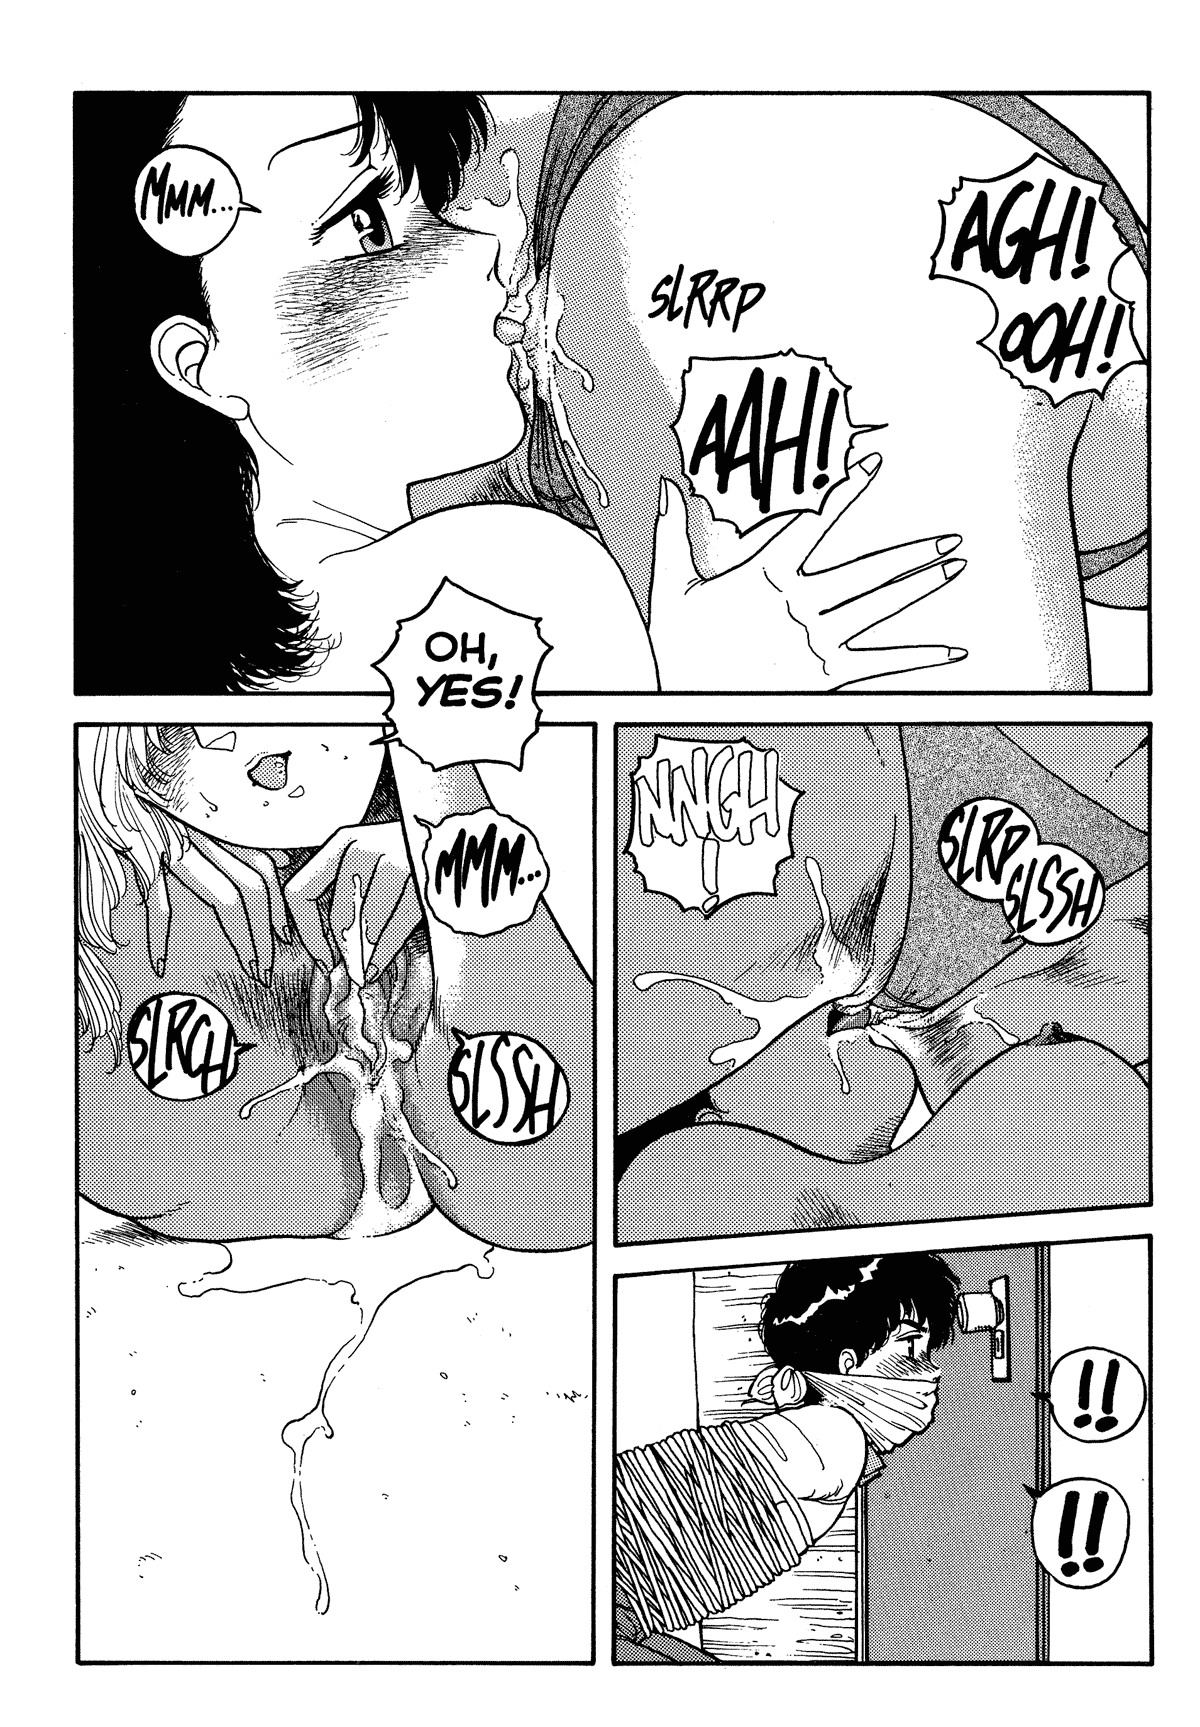 MMM...
AGH!
OOH!
SLRRP
AAH!
OH,
YES!
MMM...
SLRCH
SLSSH
NNGH
!
SLRP
SLSSH
!!
!!